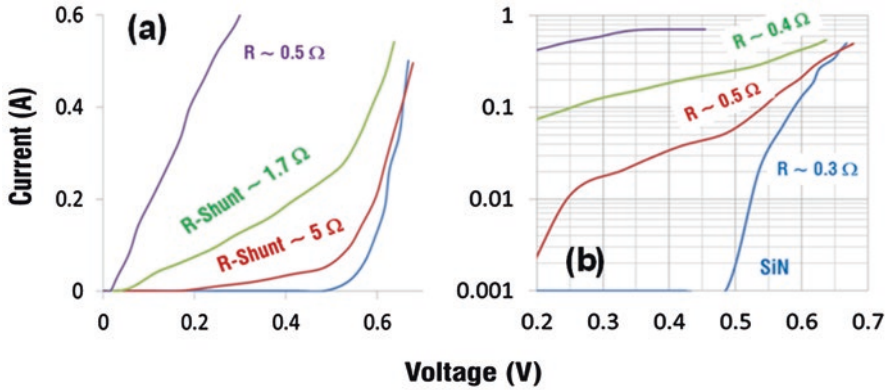 (a)
R ~ 0.5 Ω
R-Shunt ~ 1.7 Ω
R-Shunt ~ 5 Ω
Current (A)
0.6
0.4
0.2
0
0 0.2 0.4 0.6
(b)
R ~ 0.4 Ω
R ~ 0.5 Ω
R ~ 0.3 Ω
SiN
1
0.1
0.01
0.001
0.2 0.3 0.4 0.5 0.6 0.7
Voltage (V)